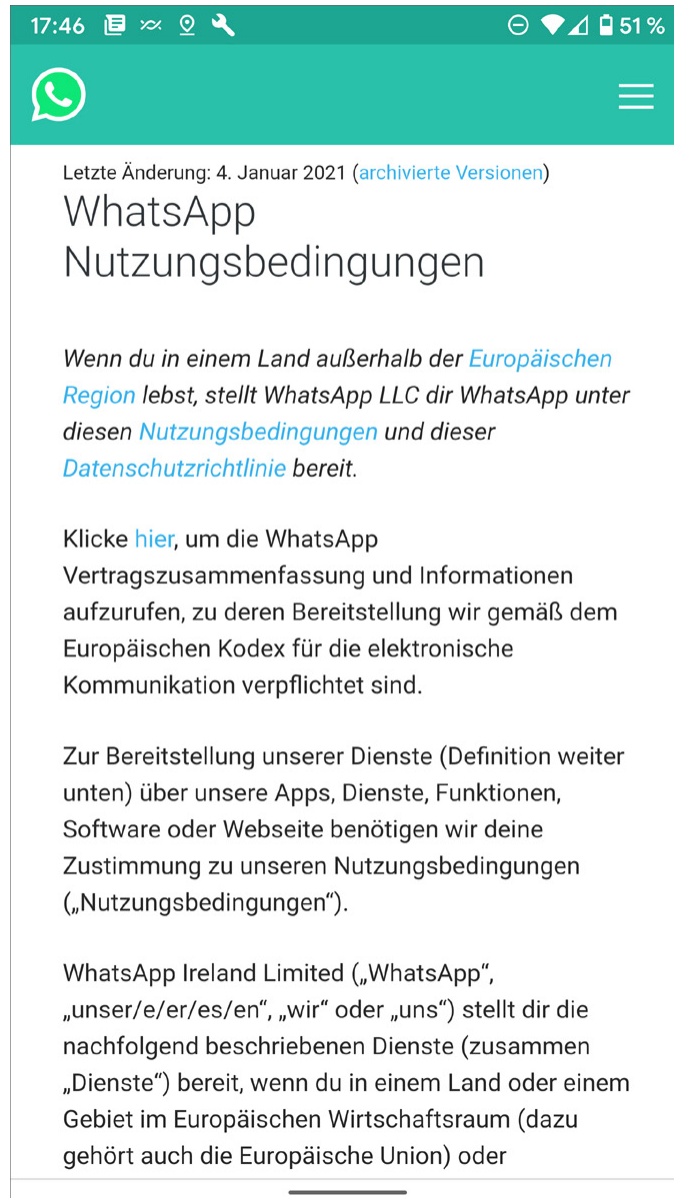 17:46
51 %
Letzte Änderung: 4. Januar 2021 (archivierte Versionen)
WhatsApp
Nutzungsbedingungen
Wenn du in einem Land außerhalb der Europäischen
Region lebst, stellt WhatsApp LLC dir WhatsApp unter
diesen Nutzungsbedingungen und dieser
Datenschutzrichtlinie bereit.
Klicke hier, um die WhatsApp
Vertragszusammenfassung und Informationen
aufzurufen, zu deren Bereitstellung wir gemäß dem
Europäischen Kodex für die elektronische
Kommunikation verpflichtet sind.
Zur Bereitstellung unserer Dienste (Definition weiter
unten) über unsere Apps, Dienste, Funktionen,
Software oder Webseite benötigen wir deine
Zustimmung zu unseren Nutzungsbedingungen
(„Nutzungsbedingungen“).
WhatsApp Ireland Limited („WhatsApp“,
„unser/e/er/es/en“, „wir“ oder „uns“) stellt dir die
nachfolgend beschriebenen Dienste (zusammen
„Dienste“) bereit, wenn du in einem Land oder einem
Gebiet im Europäischen Wirtschaftsraum (dazu
gehört auch die Europäische Union) oder